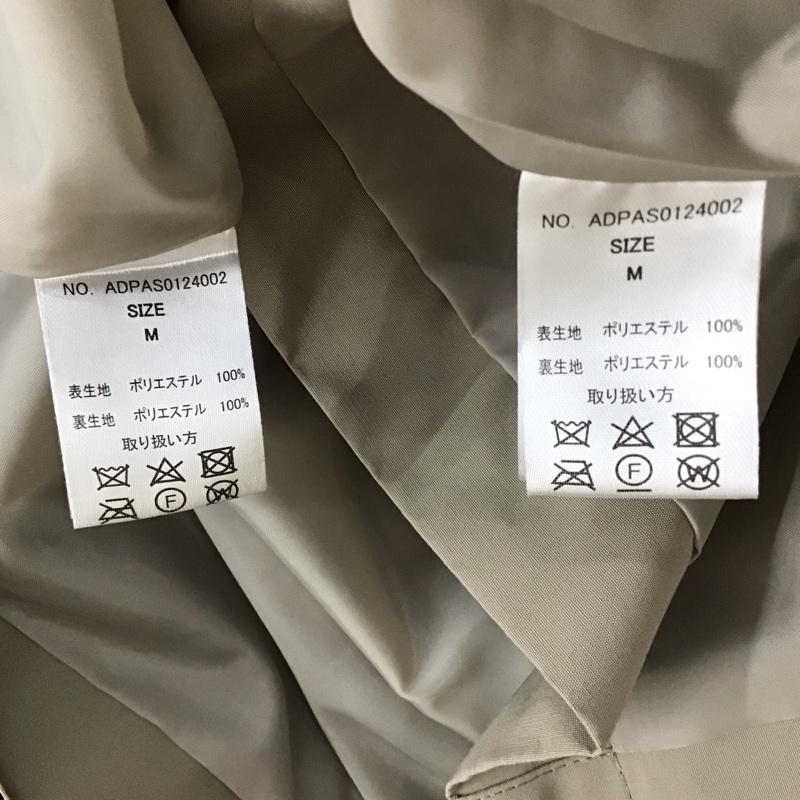 NO. ADPAS0124002
SIZE
M
表生地 ポリエステル 100%
裏生地 ポリエステル 100%
取り扱い方
F
W
NO. ADPAS0124002
SIZE
M
表生地 ポリエステル 100%
裏生地 ポリエステル 100%
取り扱い方
F
W